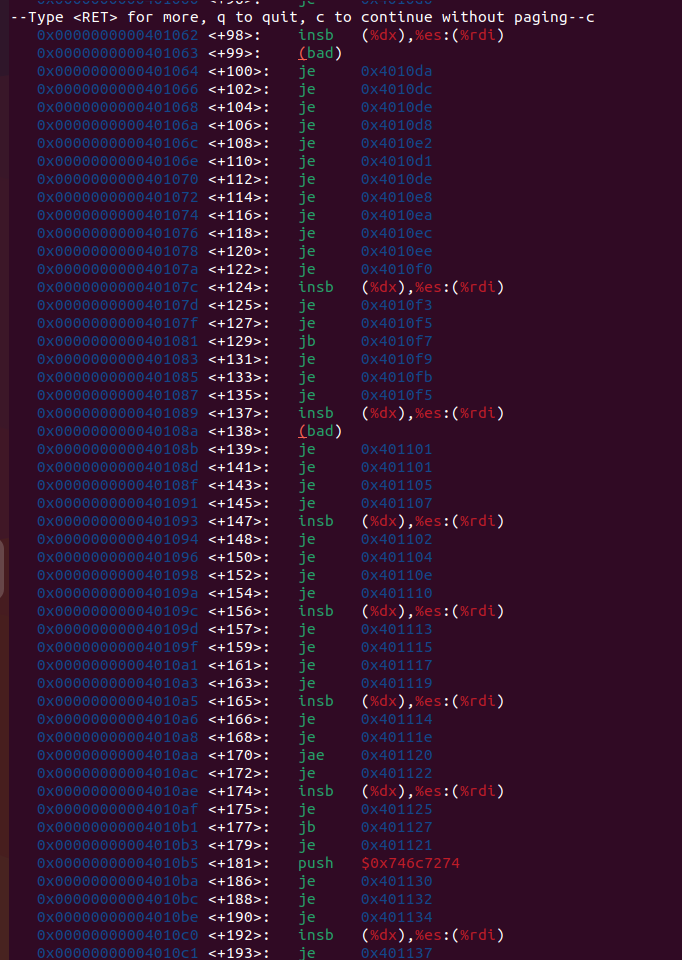 --Type <RET> for more, q to quit, c to continue without paging--c
0x0000000000401062 <+98>: insb (%dx),%es:(%rdi)
0x0000000000401063 <+99>: (bad)
0x0000000000401064 <+100>: je 0x4010da
0x0000000000401066 <+102>: je 0x4010dc
0x0000000000401068 <+104>: je 0x4010de
0x000000000040106a <+106>: je 0x4010d8
0x000000000040106c <+108>: je 0x4010e2
0x000000000040106e <+110>: je 0x4010d1
0x0000000000401070 <+112>: je 0x4010de
0x0000000000401072 <+114>: je 0x4010e8
0x0000000000401074 <+116>: je 0x4010ea
0x0000000000401076 <+118>: je 0x4010ec
0x0000000000401078 <+120>: je 0x4010ee
0x000000000040107a <+122>: je 0x4010f0
0x000000000040107c <+124>: insb (%dx),%es:(%rdi)
0x000000000040107d <+125>: je 0x4010f3
0x000000000040107f <+127>: je 0x4010f5
0x0000000000401081 <+129>: jb 0x4010f7
0x0000000000401083 <+131>: je 0x4010f9
0x0000000000401085 <+133>: je 0x4010fb
0x0000000000401087 <+135>: je 0x4010f5
0x0000000000401089 <+137>: insb (%dx),%es:(%rdi)
0x000000000040108a <+138>: (bad)
0x000000000040108b <+139>: je 0x401101
0x000000000040108d <+141>: je 0x401101
0x000000000040108f <+143>: je 0x401105
0x0000000000401091 <+145>: je 0x401107
0x0000000000401093 <+147>: insb (%dx),%es:(%rdi)
0x0000000000401094 <+148>: je 0x401102
0x0000000000401096 <+150>: je 0x401104
0x0000000000401098 <+152>: je 0x40110e
0x000000000040109a <+154>: je 0x401110
0x000000000040109c <+156>: insb (%dx),%es:(%rdi)
0x000000000040109d <+157>: je 0x401113
0x000000000040109f <+159>: je 0x401115
0x00000000004010a1 <+161>: je 0x401117
0x00000000004010a3 <+163>: je 0x401119
0x00000000004010a5 <+165>: insb (%dx),%es:(%rdi)
0x00000000004010a6 <+166>: je 0x401114
0x00000000004010a8 <+168>: je 0x40111e
0x00000000004010aa <+170>: jae 0x401120
0x00000000004010ac <+172>: je 0x401122
0x00000000004010ae <+174>: insb (%dx),%es:(%rdi)
0x00000000004010af <+175>: je 0x401125
0x00000000004010b1 <+177>: jb 0x401127
0x00000000004010b3 <+179>: je 0x401121
0x00000000004010b5 <+181>: push $0x746c7274
0x00000000004010ba <+186>: je 0x401130
0x00000000004010bc <+188>: je 0x401132
0x00000000004010be <+190>: je 0x401134
0x00000000004010c0 <+192>: insb (%dx),%es:(%rdi)
0x00000000004010c1 <+193>: je 0x401137